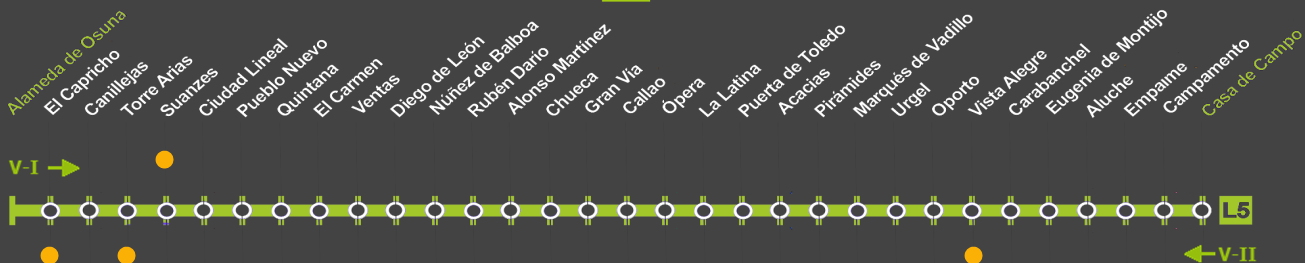 Alameda de Osuna
El Capricho
Canillejas
Torre Arias
Suanzes
Ciudad Lineal
Pueblo Nuevo
Quintana
El Carmen
Ventas
Diego de León
Núñez de Balboa
Rubén Darío
Alonso Martínez
Chueca
Gran Vía
Callao
Ópera
La Latina
Puerta de Toledo
Acacias
Pirámides
Marqués de Vadillo
Urgel
Oporto
Vista Alegre
Carabanchel
Eugenia de Montijo
Aluche
Empalme
Campamento
Casa de Campo
V-I
L5
V-II